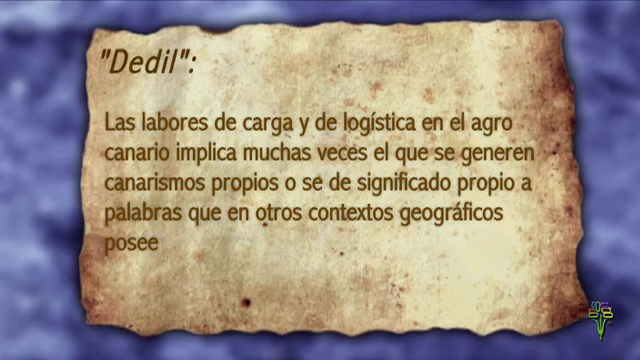 "Dedil":
Las labores de carga y de logística en el agro
canario implica muchas veces el que se generen
canarismos propios o se de significado propio a
palabras que en otros contextos geográficos
posee